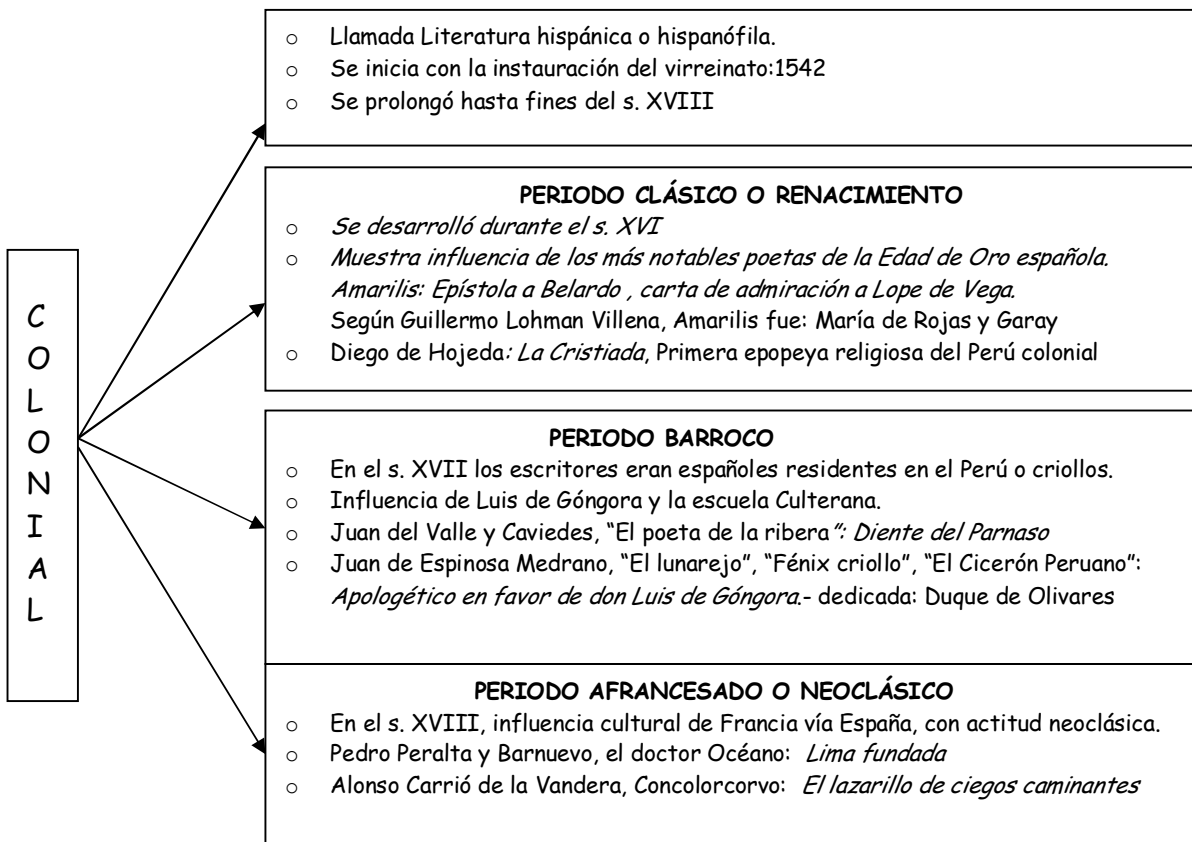 COLONIAL
o Llamada Literatura hispánica o hispanófila.
o Se inicia con la instauración del virreinato:1542
o Se prolongó hasta fines del s. XVIII
PERIODO CLÁSICO O RENACIMIENTO
o Se desarrolló durante el s. XVI
o Muestra influencia de los más notables poetas de la Edad de Oro española.
Amarilis: Epístola a Belardo , carta de admiración a Lope de Vega.
Según Guillermo Lohman Villena, Amarilis fue: María de Rojas y Garay
o Diego de Hojeda: La Cristiada, Primera epopeya religiosa del Perú colonial
PERIODO BARROCO
o En el s. XVII los escritores eran españoles residentes en el Perú o criollos.
o Influencia de Luis de Góngora y la escuela Culterana.
o Juan del Valle y Caviedes, “El poeta de la ribera”: Diente del Parnaso
o Juan de Espinosa Medrano, “El lunarejo”, “Fénix criollo”, “El Cicerón Peruano”:
Apologético en favor de don Luis de Góngora.- dedicada: Duque de Olivares
PERIODO AFRANCESADO O NEOCLÁSICO
o En el s. XVIII, influencia cultural de Francia vía España, con actitud neoclásica.
o Pedro Peralta y Barnuevo, el doctor Océano: Lima fundada
o Alonso Carrió de la Vandera, Concolorcorvo: El lazarillo de ciegos caminantes